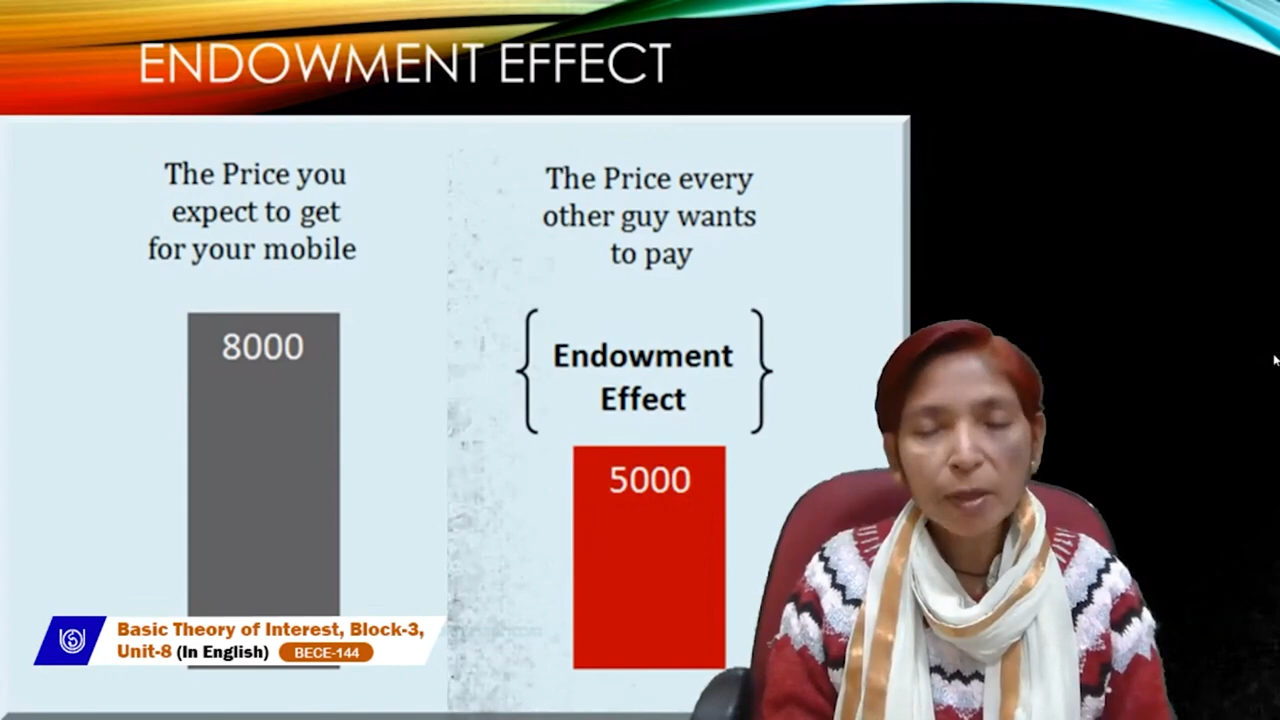 ENDOWMENT EFFECT
The Price you
expect to get
for your mobile
8000
The Price every
other guy wants
to pay
Endowment
Effect
5000
Basic Theory of Interest, Block-3,
Unit-8 (In English) BECE-144